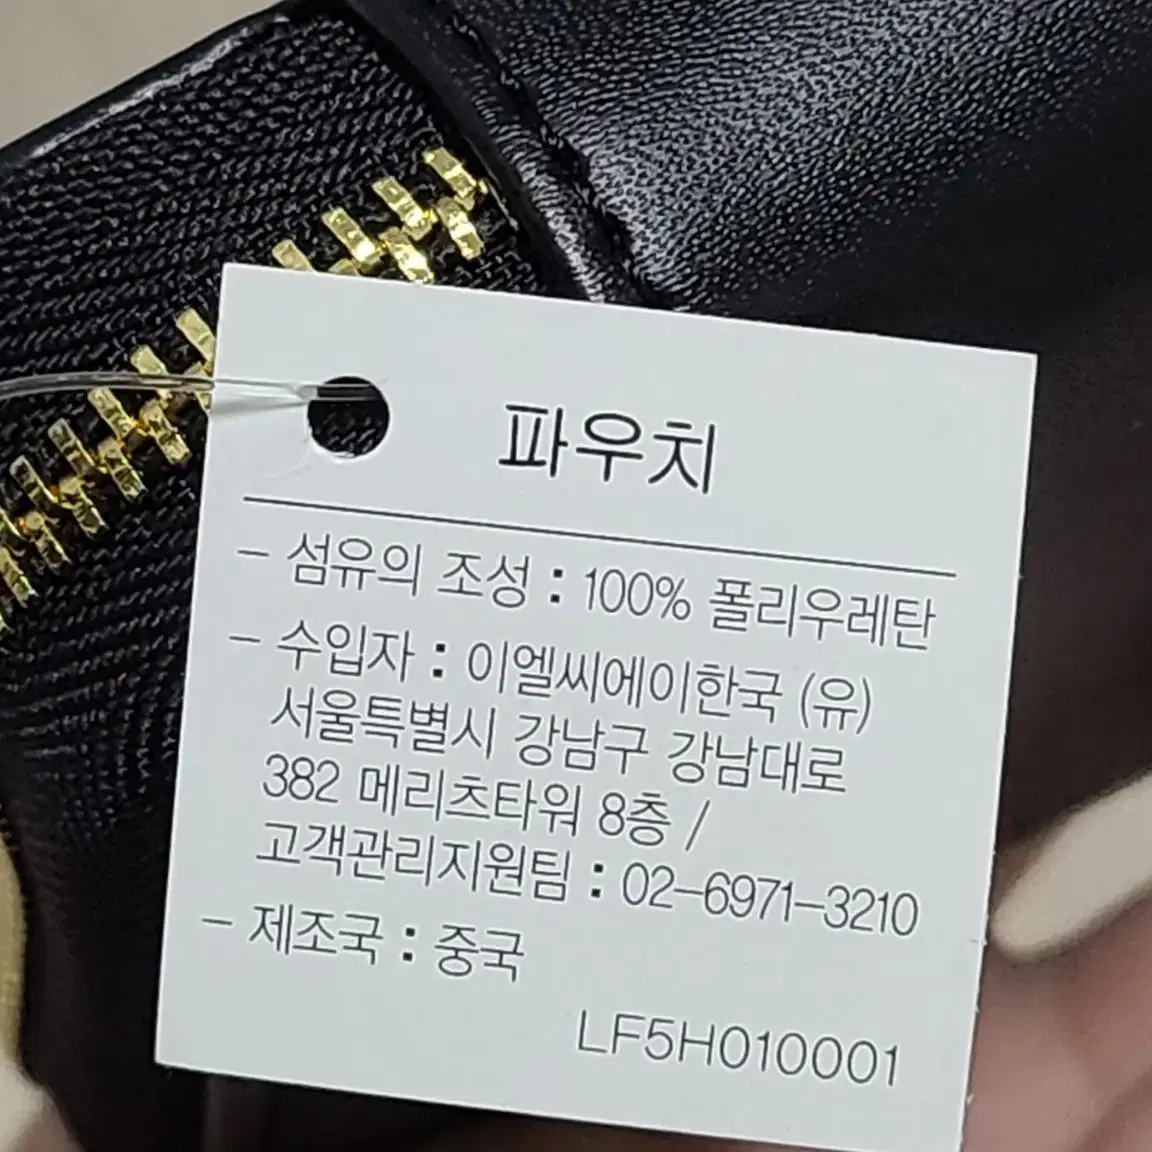 파우치
- 섬유의 조성 : 100% 폴리우레탄
- 수입자 : 이엘씨에이한국 (유)
서울특별시 강남구 강남대로
382 메리츠타워 8층 /
고객관리지원팀 : 02-6971-3210
- 제조국 : 중국
LF5H010001